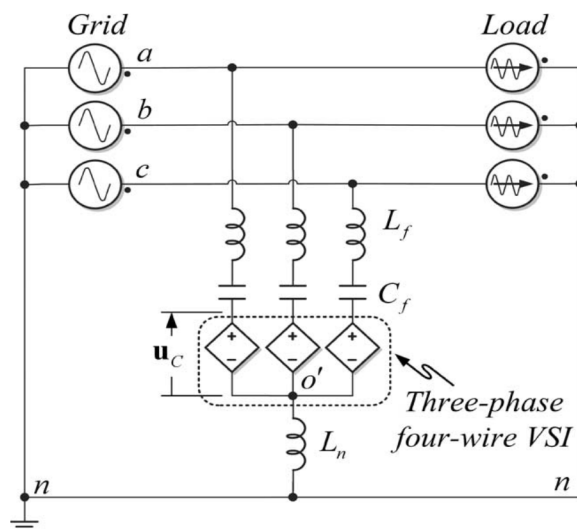 Grid
Load
a
b
c
L_f
C_f
u_C
o'
Three-phase
four-wire VSI
L_n
n
n